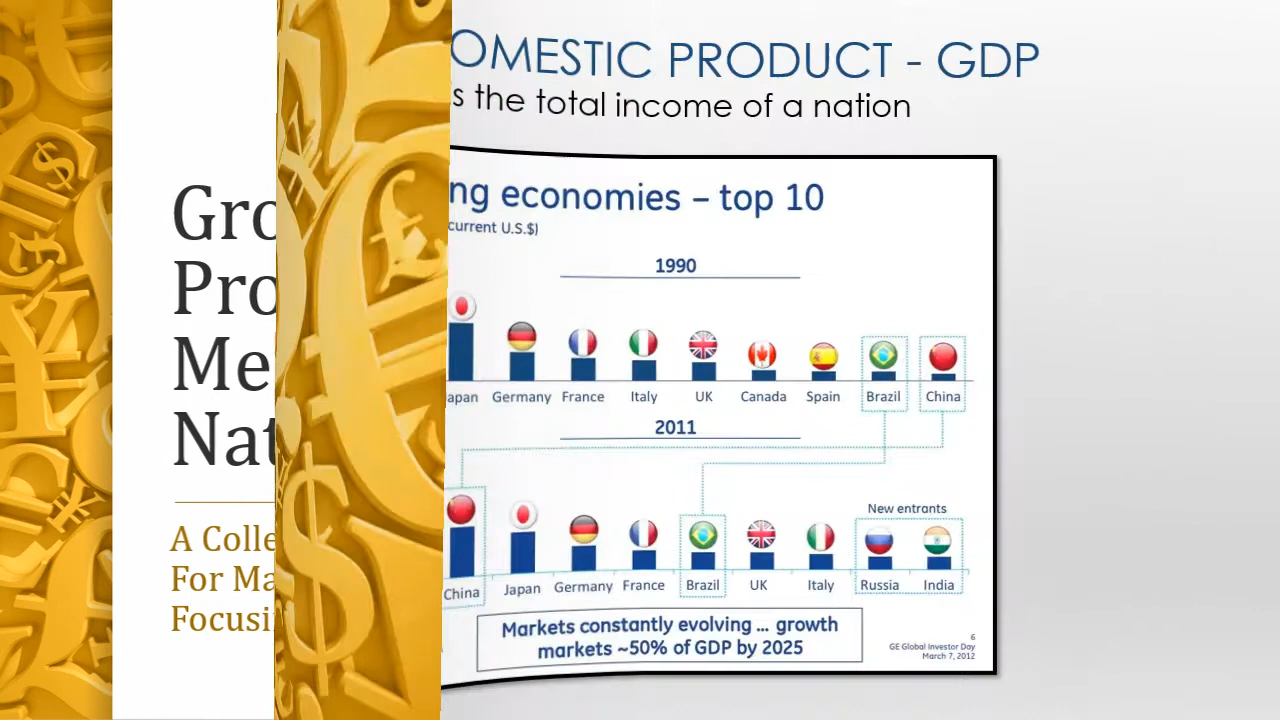 Gro
Pro
Me
Nat
A Colle
For Ma
Focusi
OMESTIC PRODUCT - GDP
s the total income of a nation
ng economies – top 10
current U.S.$)
1990
apan Germany France Italy UK Canada Spain Brazil China
2011
New entrants
China Japan Germany France Brazil UK Italy Russia India
Markets constantly evolving ... growth
markets ~50% of GDP by 2025
6
GE Global Investor Day
March 7, 2012